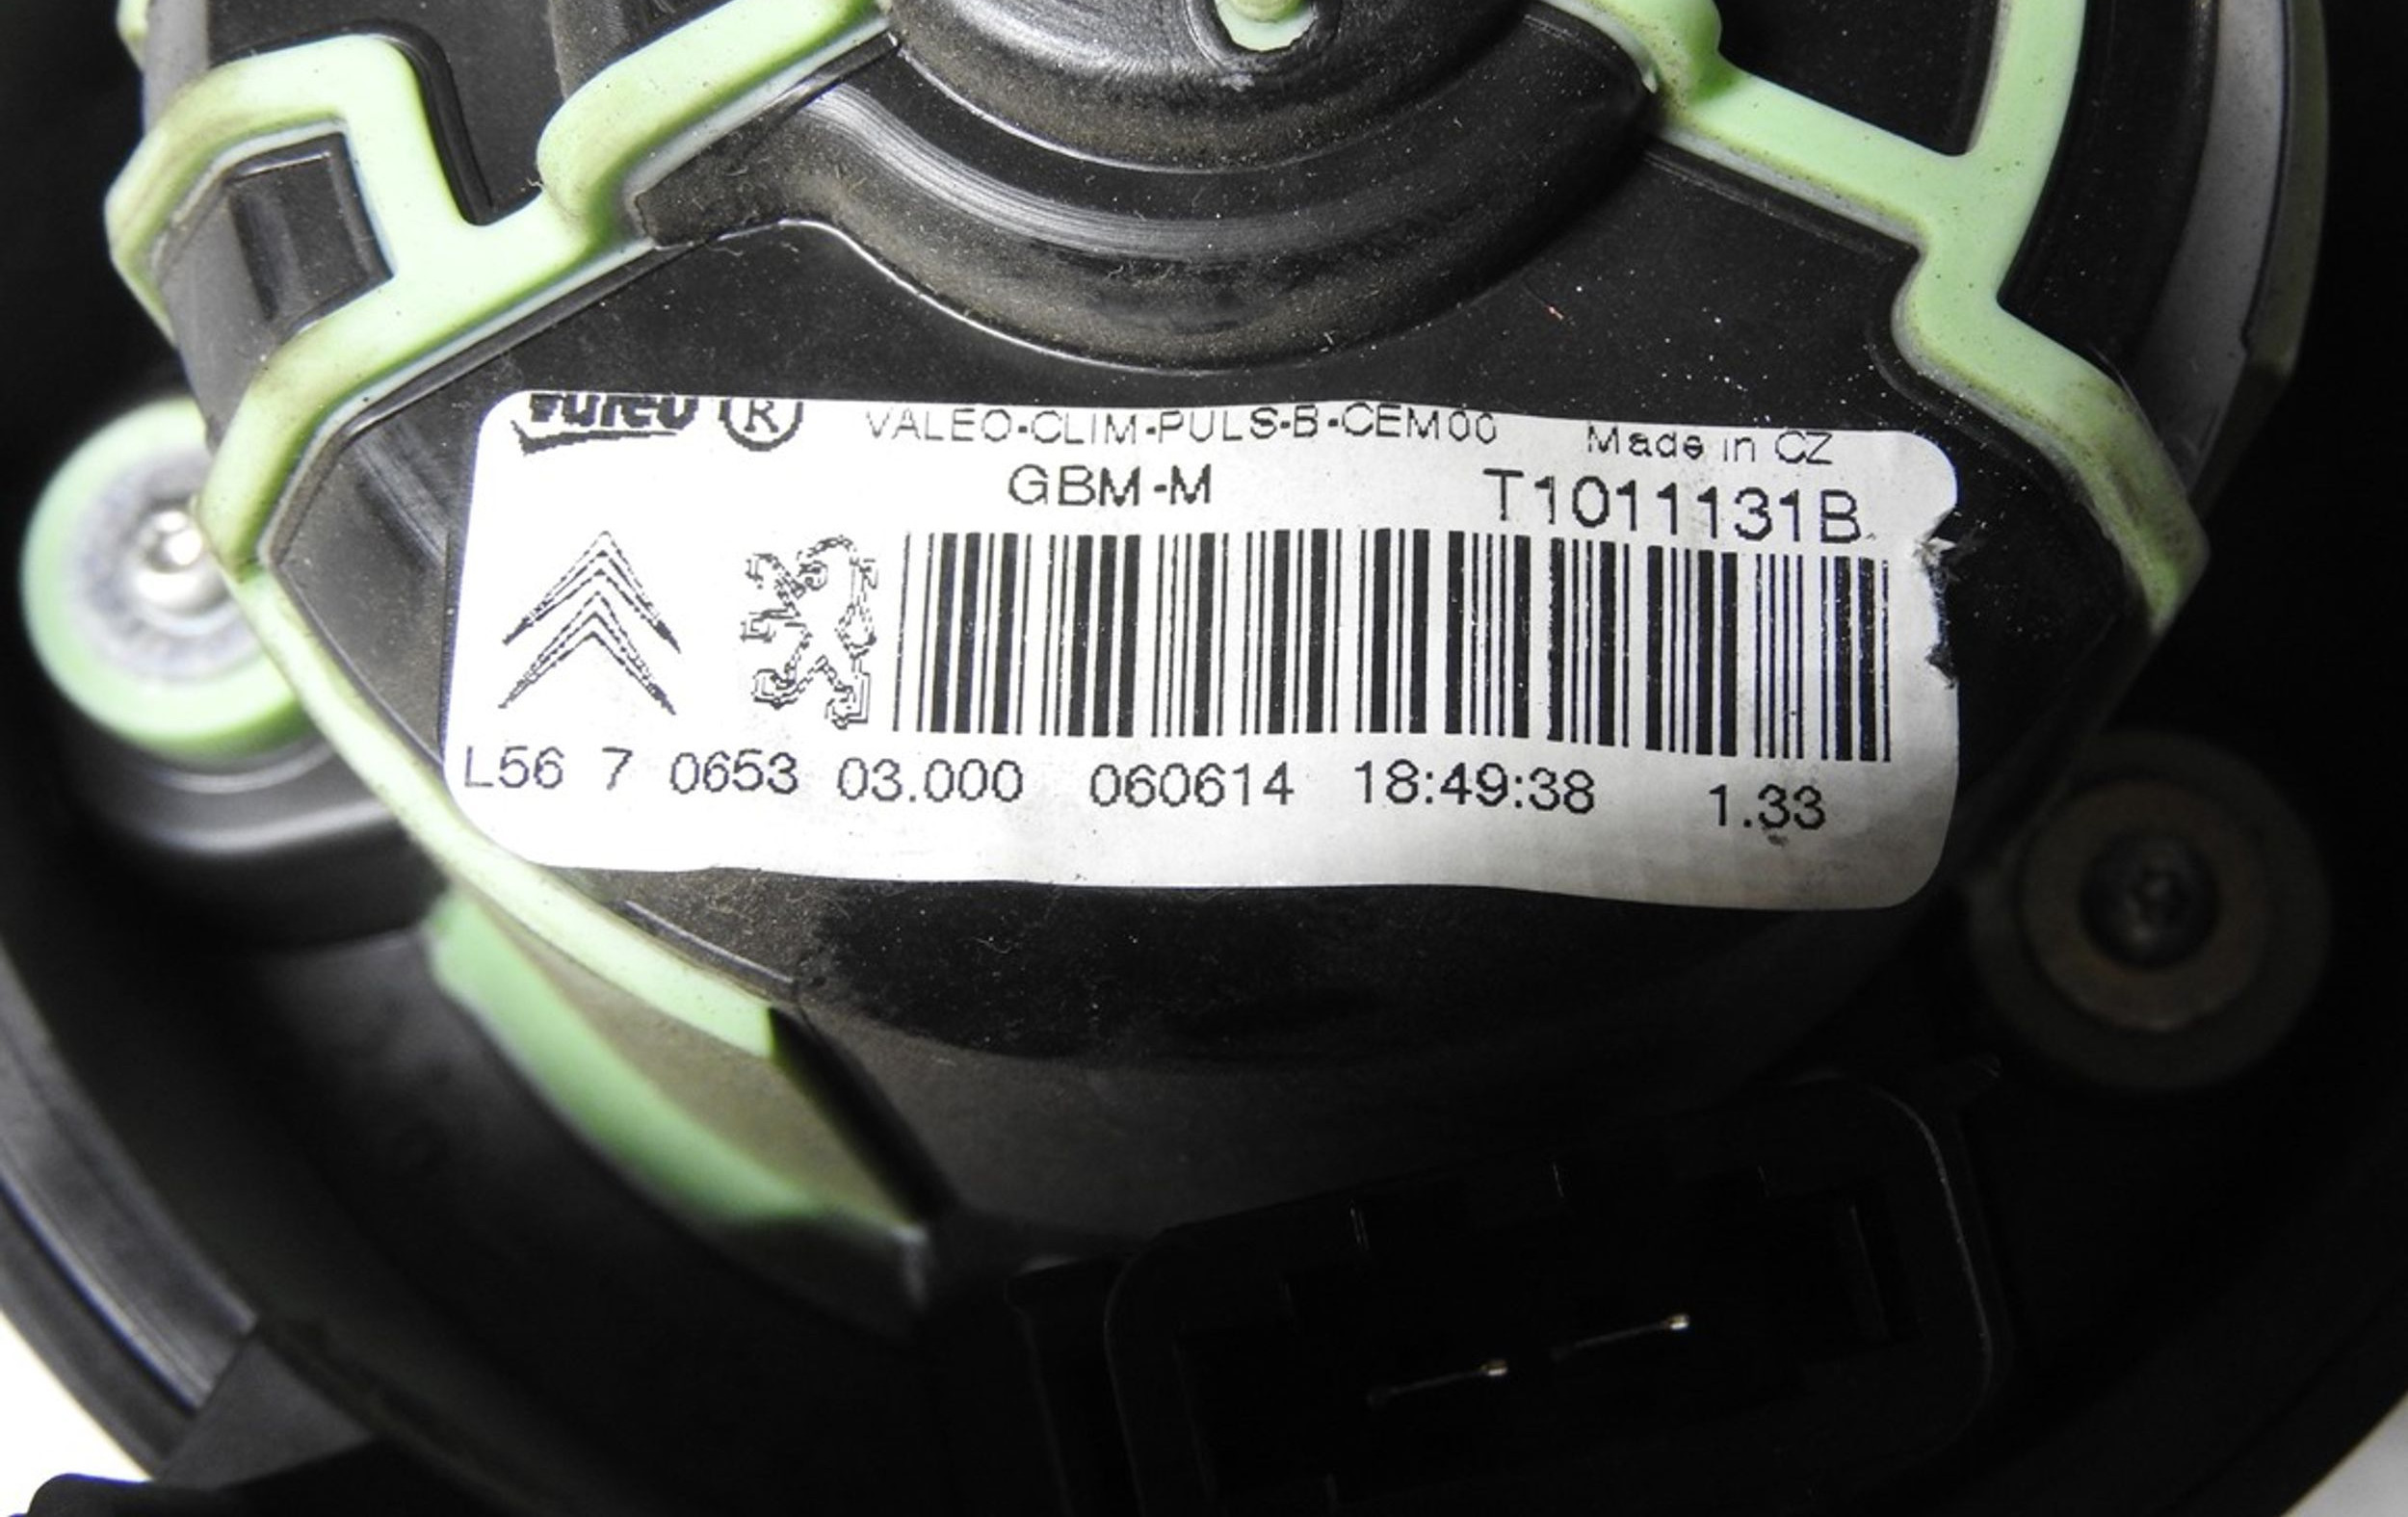 Valeo ® VALEO-CLIM-PULS-B-CEM00 Made in CZ
GBM-M T1011131B
L56 7 0653 03.000 060614 18:49:38 1.33